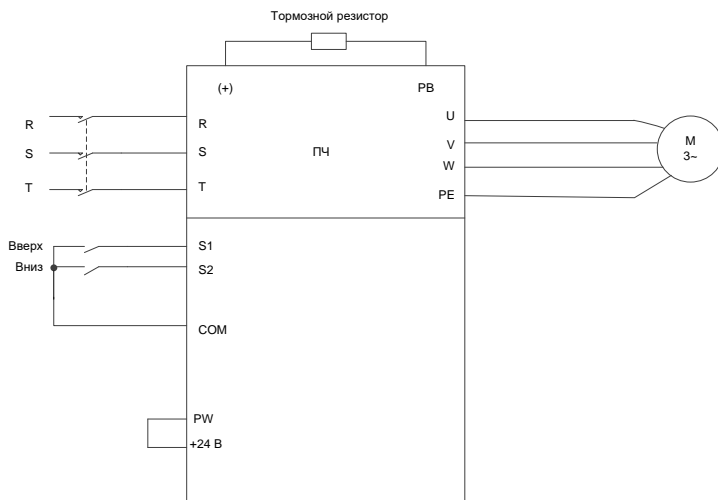 Тормозной резистор
(+)
PB
R
R
U
S
S
ПЧ
V
M
3~
T
T
W
PE
Вверх
S1
Вниз
S2
COM
PW
+24 В